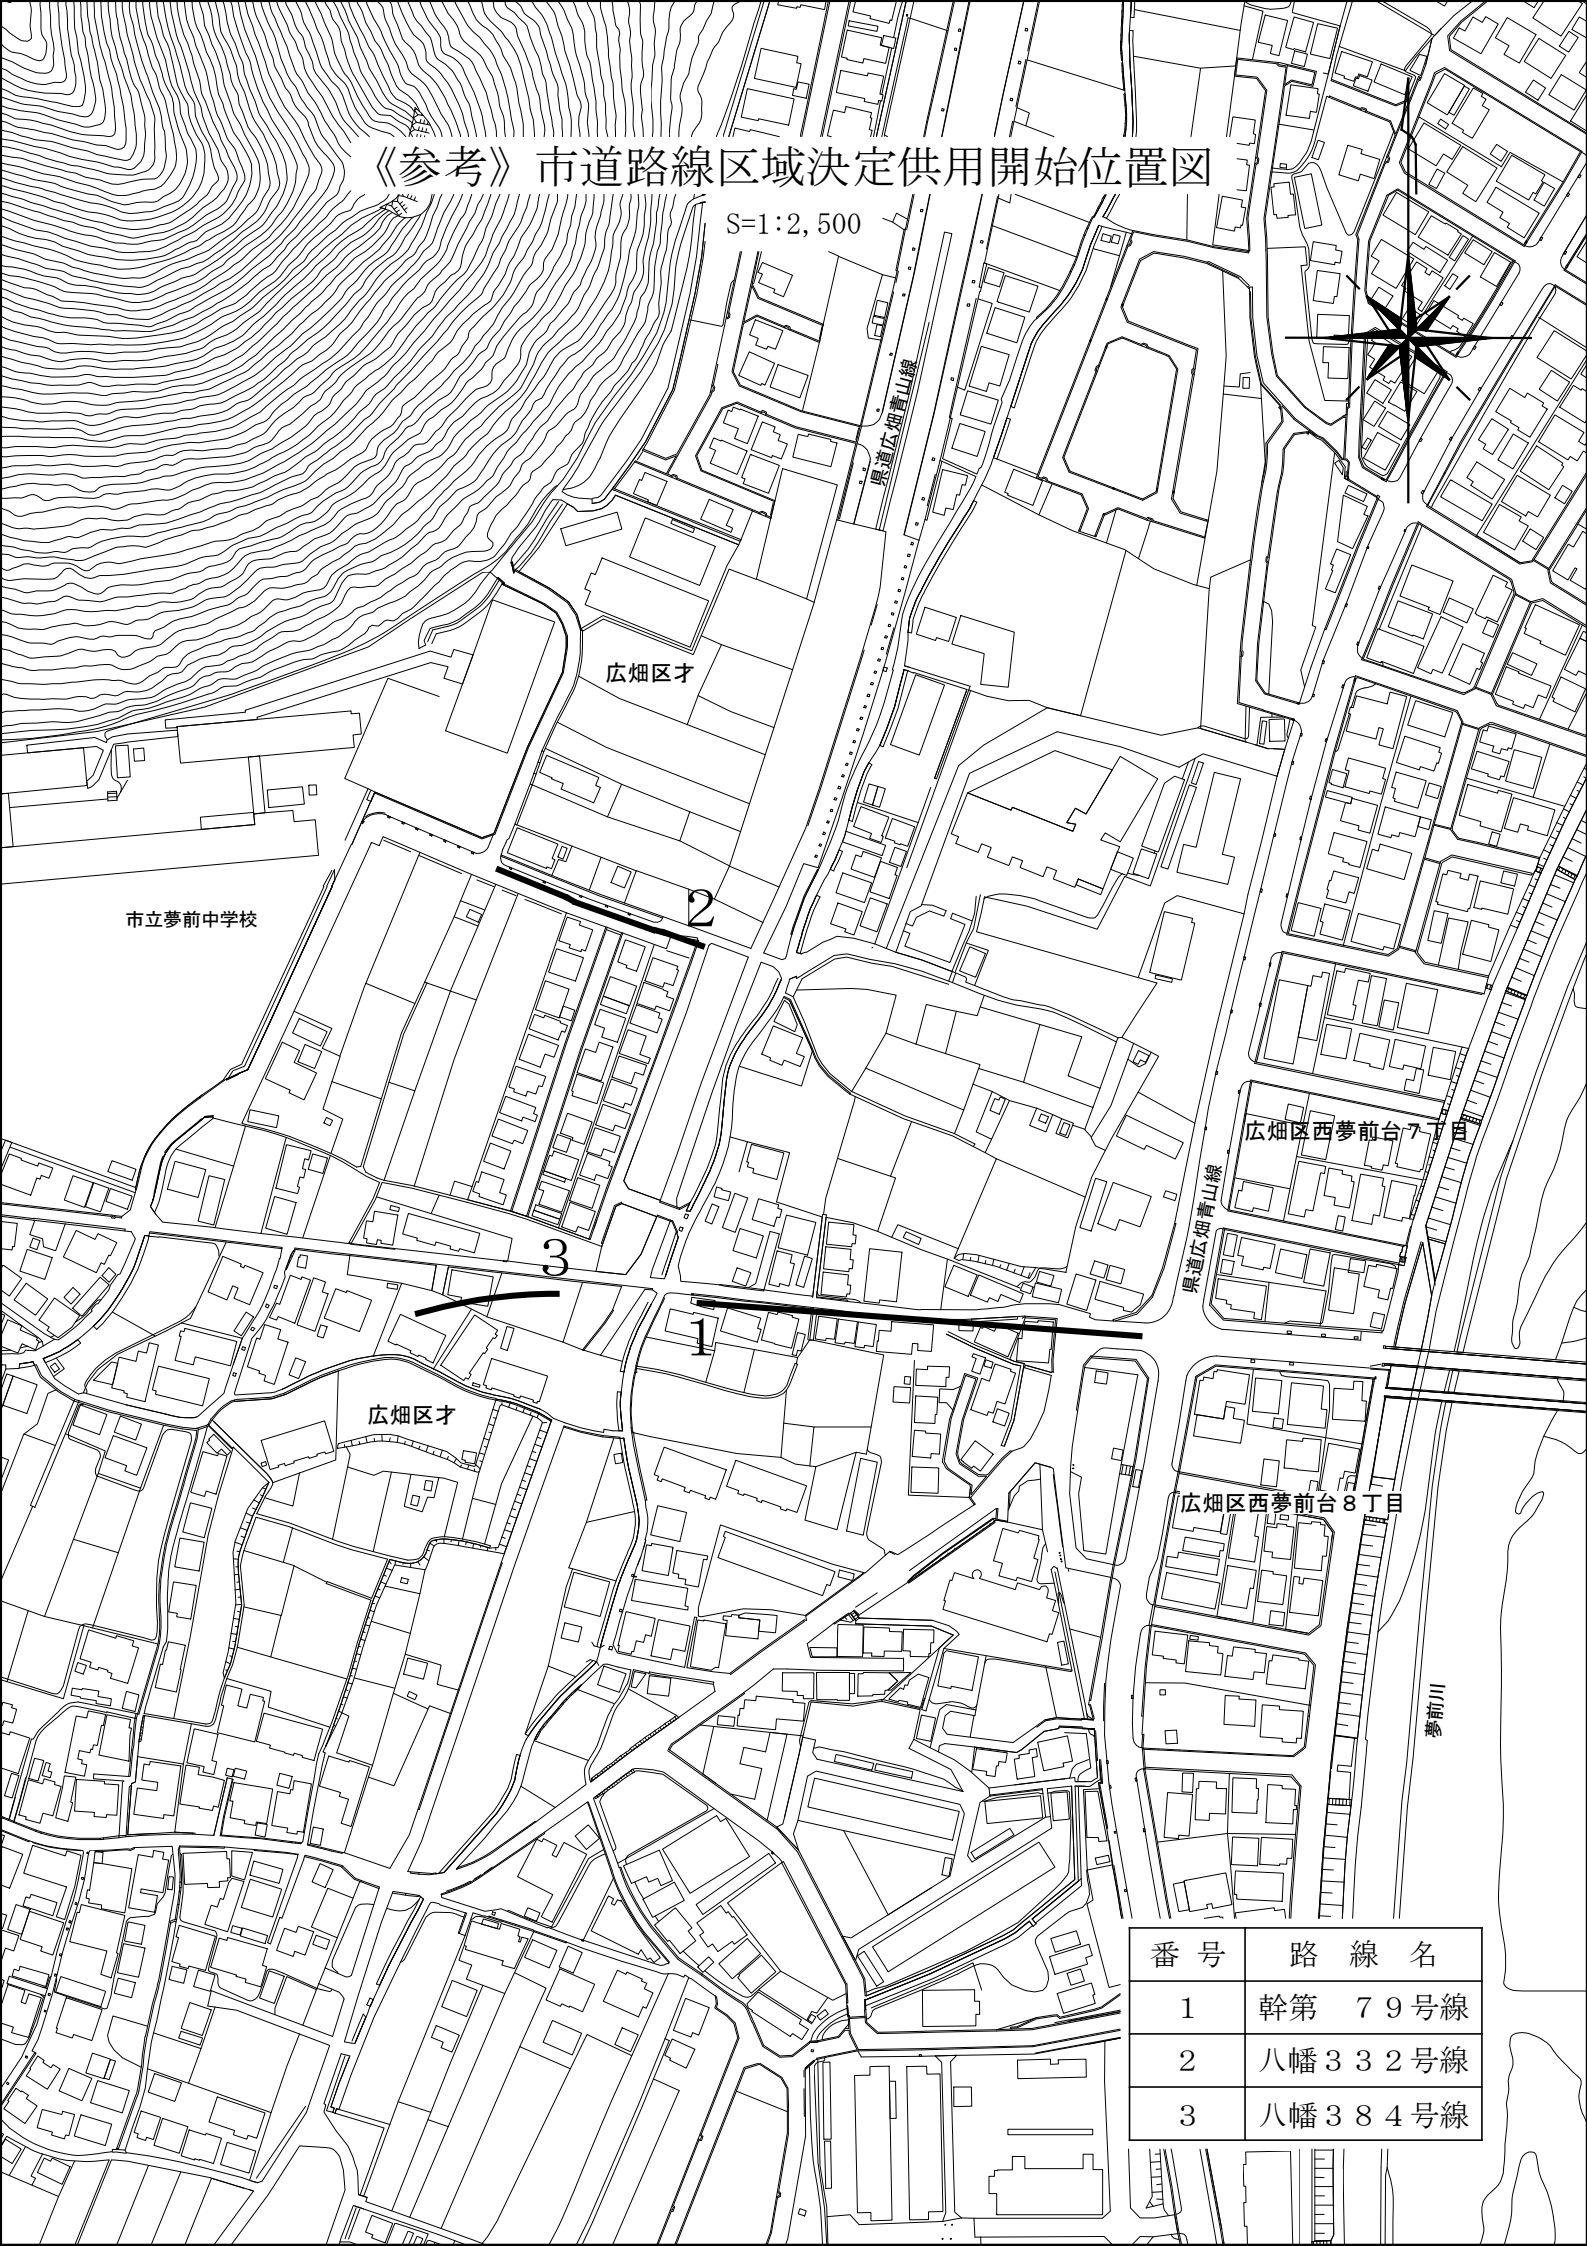 《参考》市道路線区域決定供用開始位置図
S=1:2,500
県道広畑青山線
広畑区才
2
市立夢前中学校
広畑区西夢前台７丁目
県道広畑青山線
3
1
広畑区才
広畑区西夢前台８丁目
夢前川
番号 路線名
1 幹第　７９号線
2 八幡３３２号線
3 八幡３８４号線